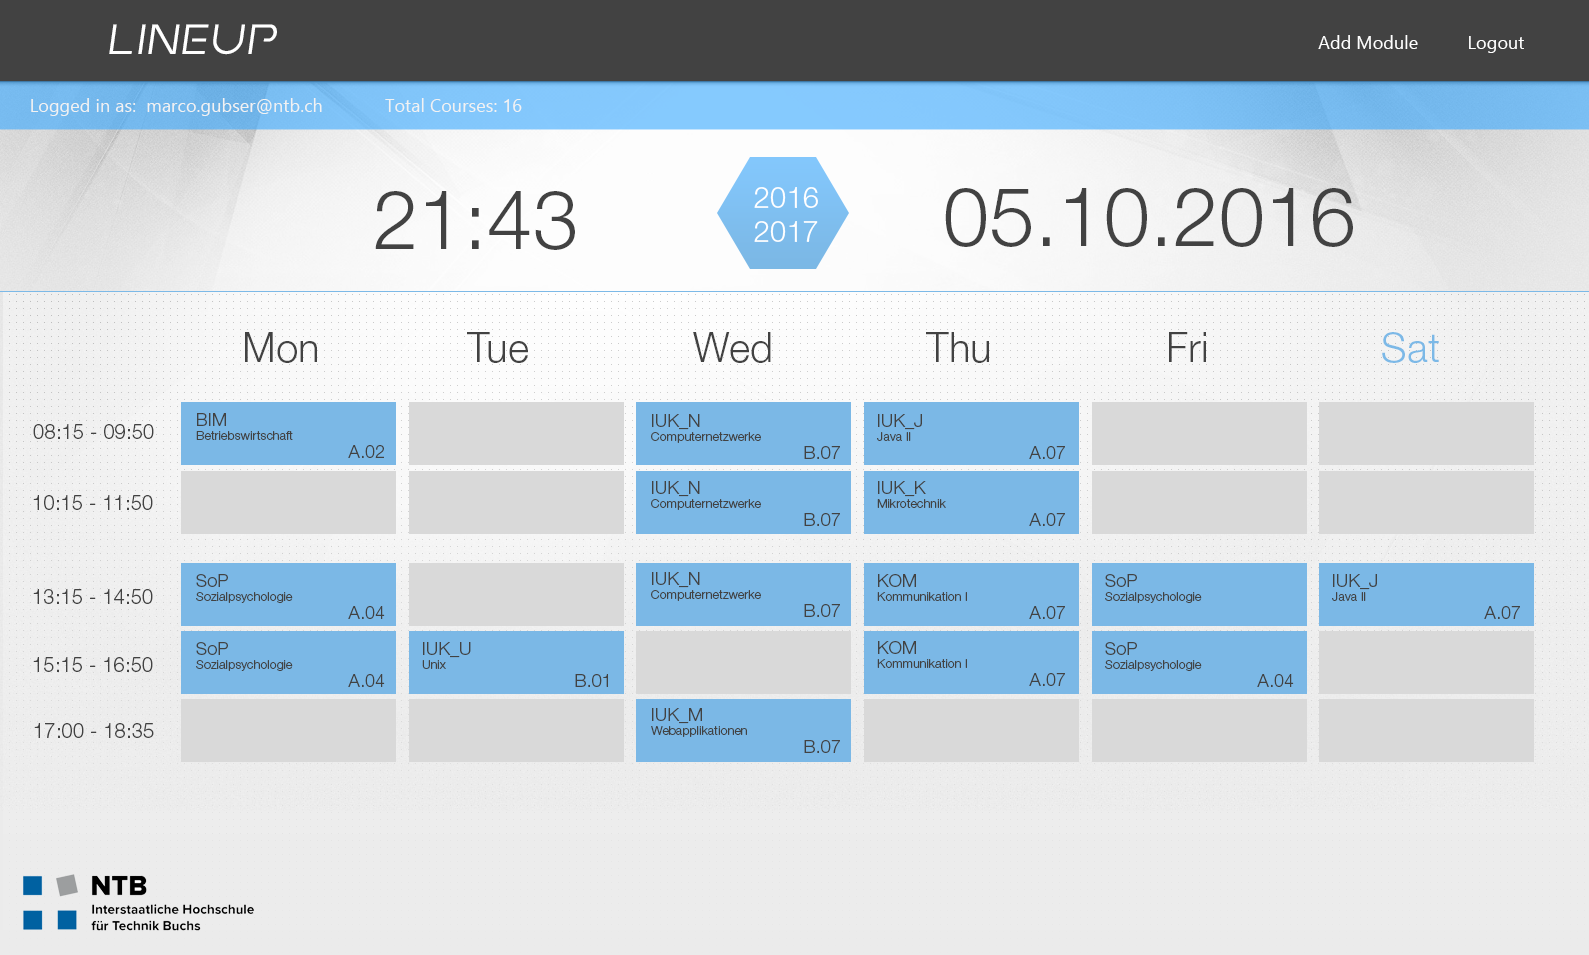 LINEUP
Add Module
Logout
Logged in as: marco.gubser@ntb.ch
Total Courses: 16
21:43
2016
2017
05.10.2016
Mon
Tue
Wed
Thu
Fri
Sat
08:15 - 09:50
BIM
Betriebswirtschaft
A.02
IUK_N
Computernetzwerke
B.07
IUK_J
Java II
A.07
10:15 - 11:50
IUK_N
Computernetzwerke
B.07
IUK_K
Mikrotechnik
A.07
13:15 - 14:50
SoP
Sozialpsychologie
A.04
IUK_N
Computernetzwerke
B.07
KOM
Kommunikation I
A.07
SoP
Sozialpsychologie
IUK_J
Java II
A.07
15:15 - 16:50
SoP
Sozialpsychologie
A.04
IUK_U
Unix
B.01
KOM
Kommunikation I
A.07
SoP
Sozialpsychologie
A.04
17:00 - 18:35
IUK_M
Webapplikationen
B.07
NTB
Interstaatliche Hochschule
für Technik Buchs